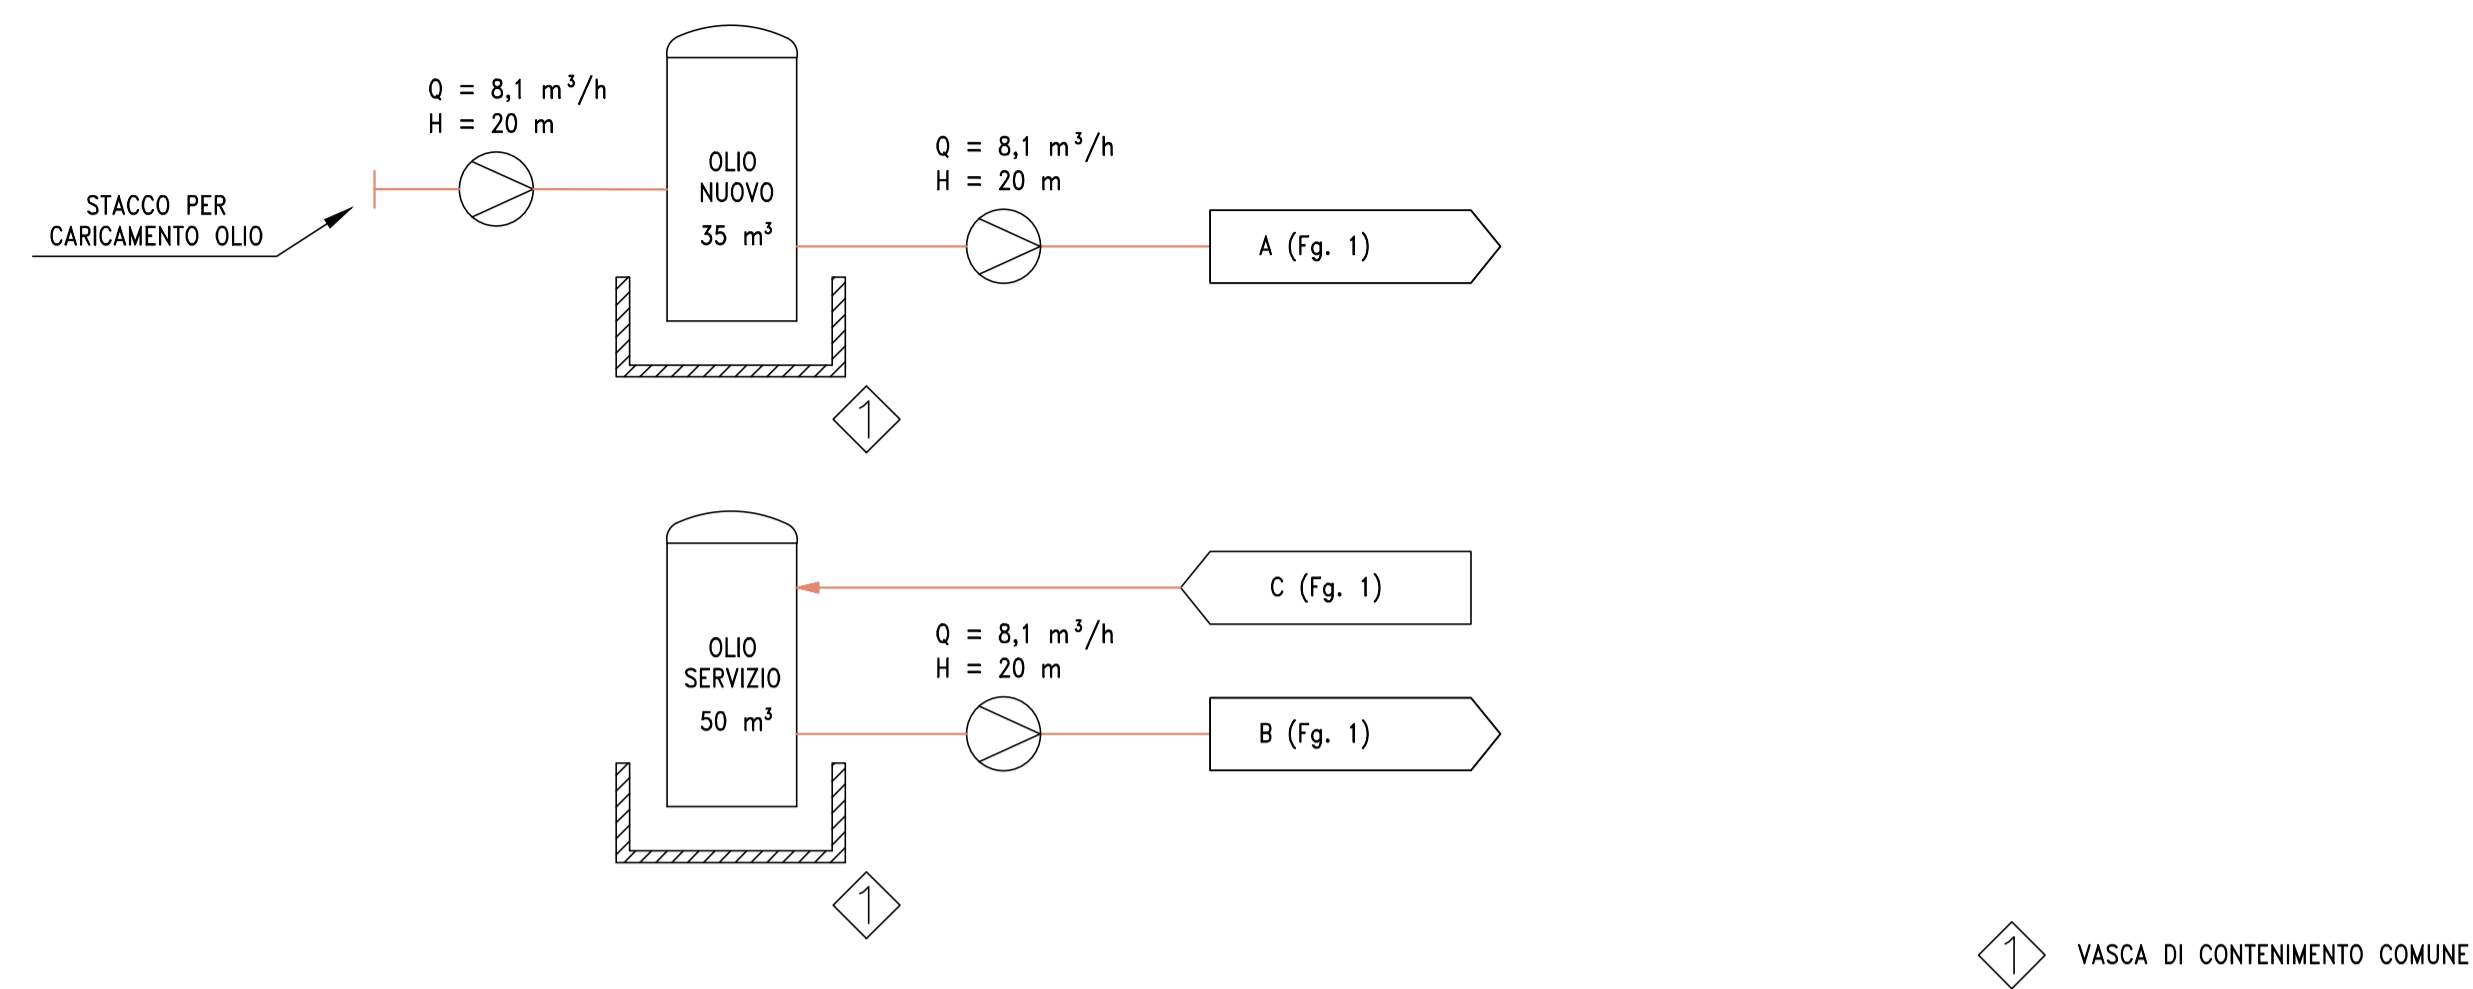 Q = 8,1 m³/h
H = 20 m
STACCO PER
CARICAMENTO OLIO
OLIO
NUOVO
35 m³
Q = 8,1 m³/h
H = 20 m
A (Fg. 1)
1
OLIO
SERVIZIO
50 m³
C (Fg. 1)
Q = 8,1 m³/h
H = 20 m
B (Fg. 1)
1
1 VASCA DI CONTENIMENTO COMUNE